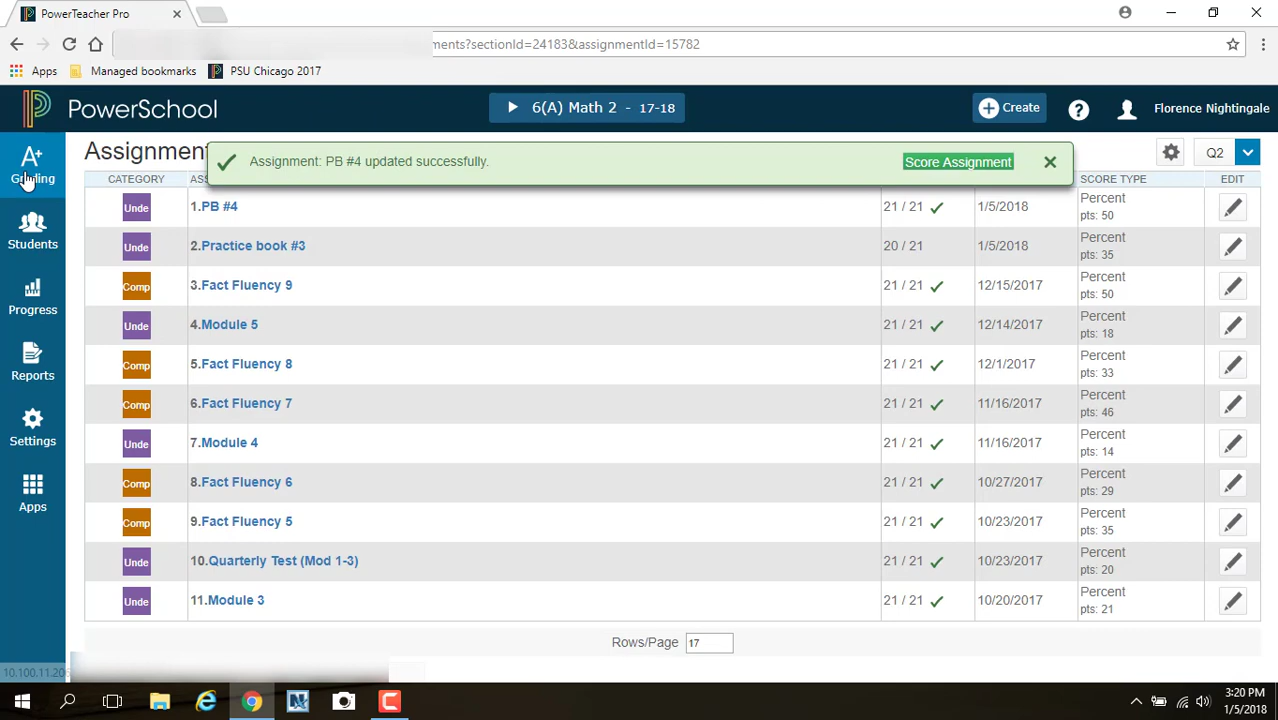 PowerTeacher Pro
ments?sectionId=24183&assignmentId=15782
Apps
Managed bookmarks
PSU Chicago 2017
PowerSchool
6(A) Math 2 - 17-18
Create
Florence Nightingale
Grading
Students
Progress
Reports
Settings
Apps
Assignment: PB #4 updated successfully.
Score Assignment
Q2
CATEGORY
SCORE TYPE
EDIT
Unde 1.PB #4 21 / 21 1/5/2018 Percent
pts: 50
Unde 2.Practice book #3 20 / 21 1/5/2018 Percent
pts: 35
Comp 3.Fact Fluency 9 21 / 21 12/15/2017 Percent
pts: 50
Unde 4.Module 5 21 / 21 12/14/2017 Percent
pts: 18
Comp 5.Fact Fluency 8 21 / 21 12/1/2017 Percent
pts: 33
Comp 6.Fact Fluency 7 21 / 21 11/16/2017 Percent
pts: 46
Unde 7.Module 4 21 / 21 11/16/2017 Percent
pts: 14
Comp 8.Fact Fluency 6 21 / 21 10/27/2017 Percent
pts: 29
Comp 9.Fact Fluency 5 21 / 21 10/23/2017 Percent
pts: 35
Unde 10.Quarterly Test (Mod 1-3) 21 / 21 10/23/2017 Percent
pts: 20
Unde 11.Module 3 21 / 21 10/20/2017 Percent
pts: 21
Rows/Page 17
3:20 PM
1/5/2018